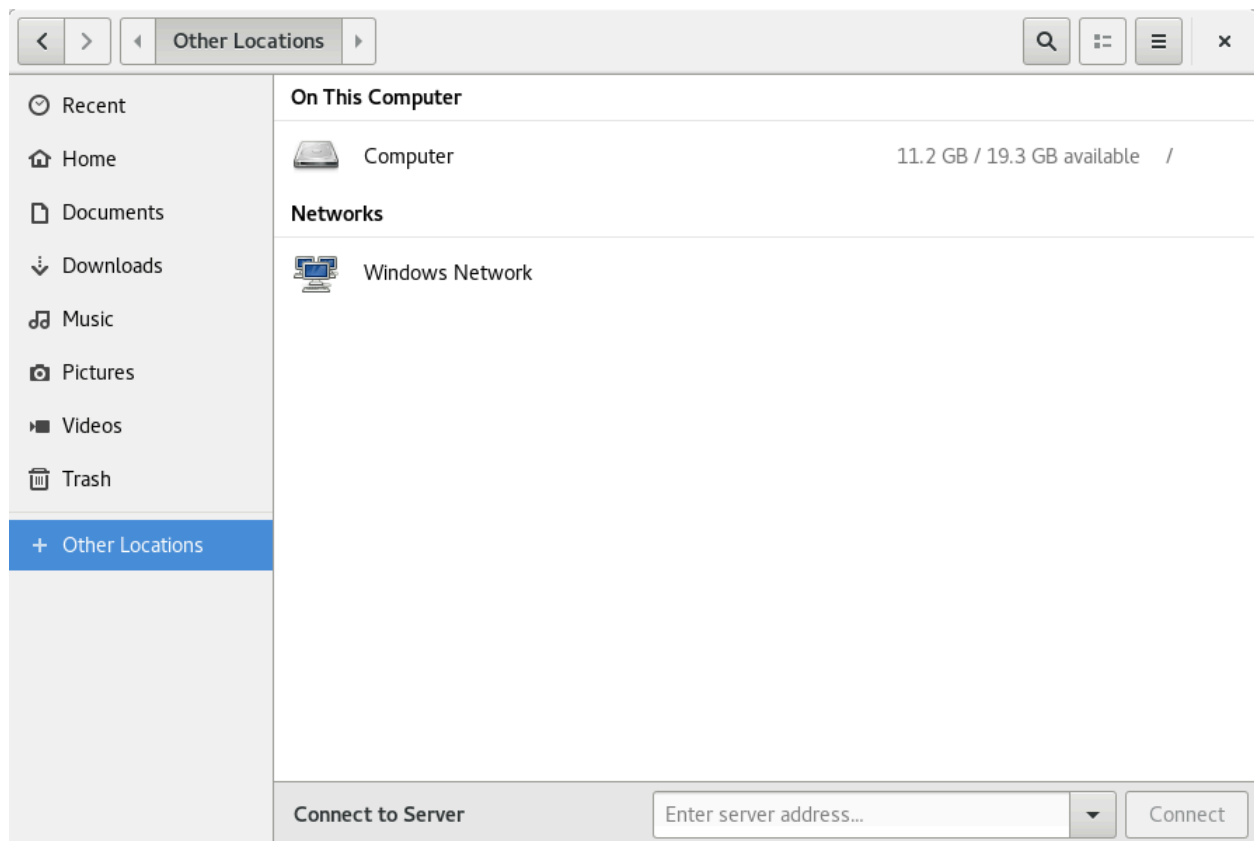 Other Locations
Recent
Home
Documents
Downloads
Music
Pictures
Videos
Trash
+ Other Locations
On This Computer
Computer 11.2 GB / 19.3 GB available /
Networks
Windows Network
Connect to Server Enter server address... Connect